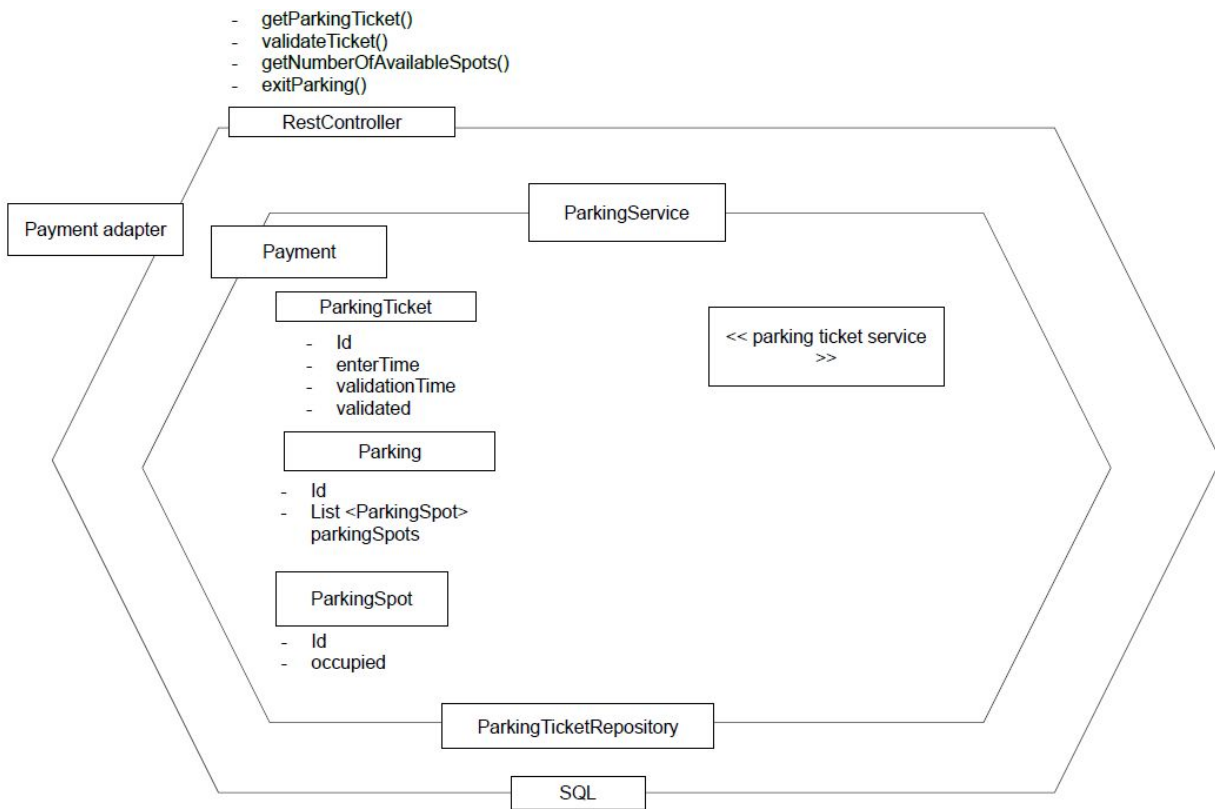 - getParkingTicket()
- validateTicket()
- getNumberOfAvailableSpots()
- exitParking()
RestController
Payment adapter
ParkingService
Payment
ParkingTicket
- Id
- enterTime
- validationTime
- validated
<< parking ticket service
>>
Parking
- Id
- List <ParkingSpot>
parkingSpots
ParkingSpot
- Id
- occupied
ParkingTicketRepository
SQL